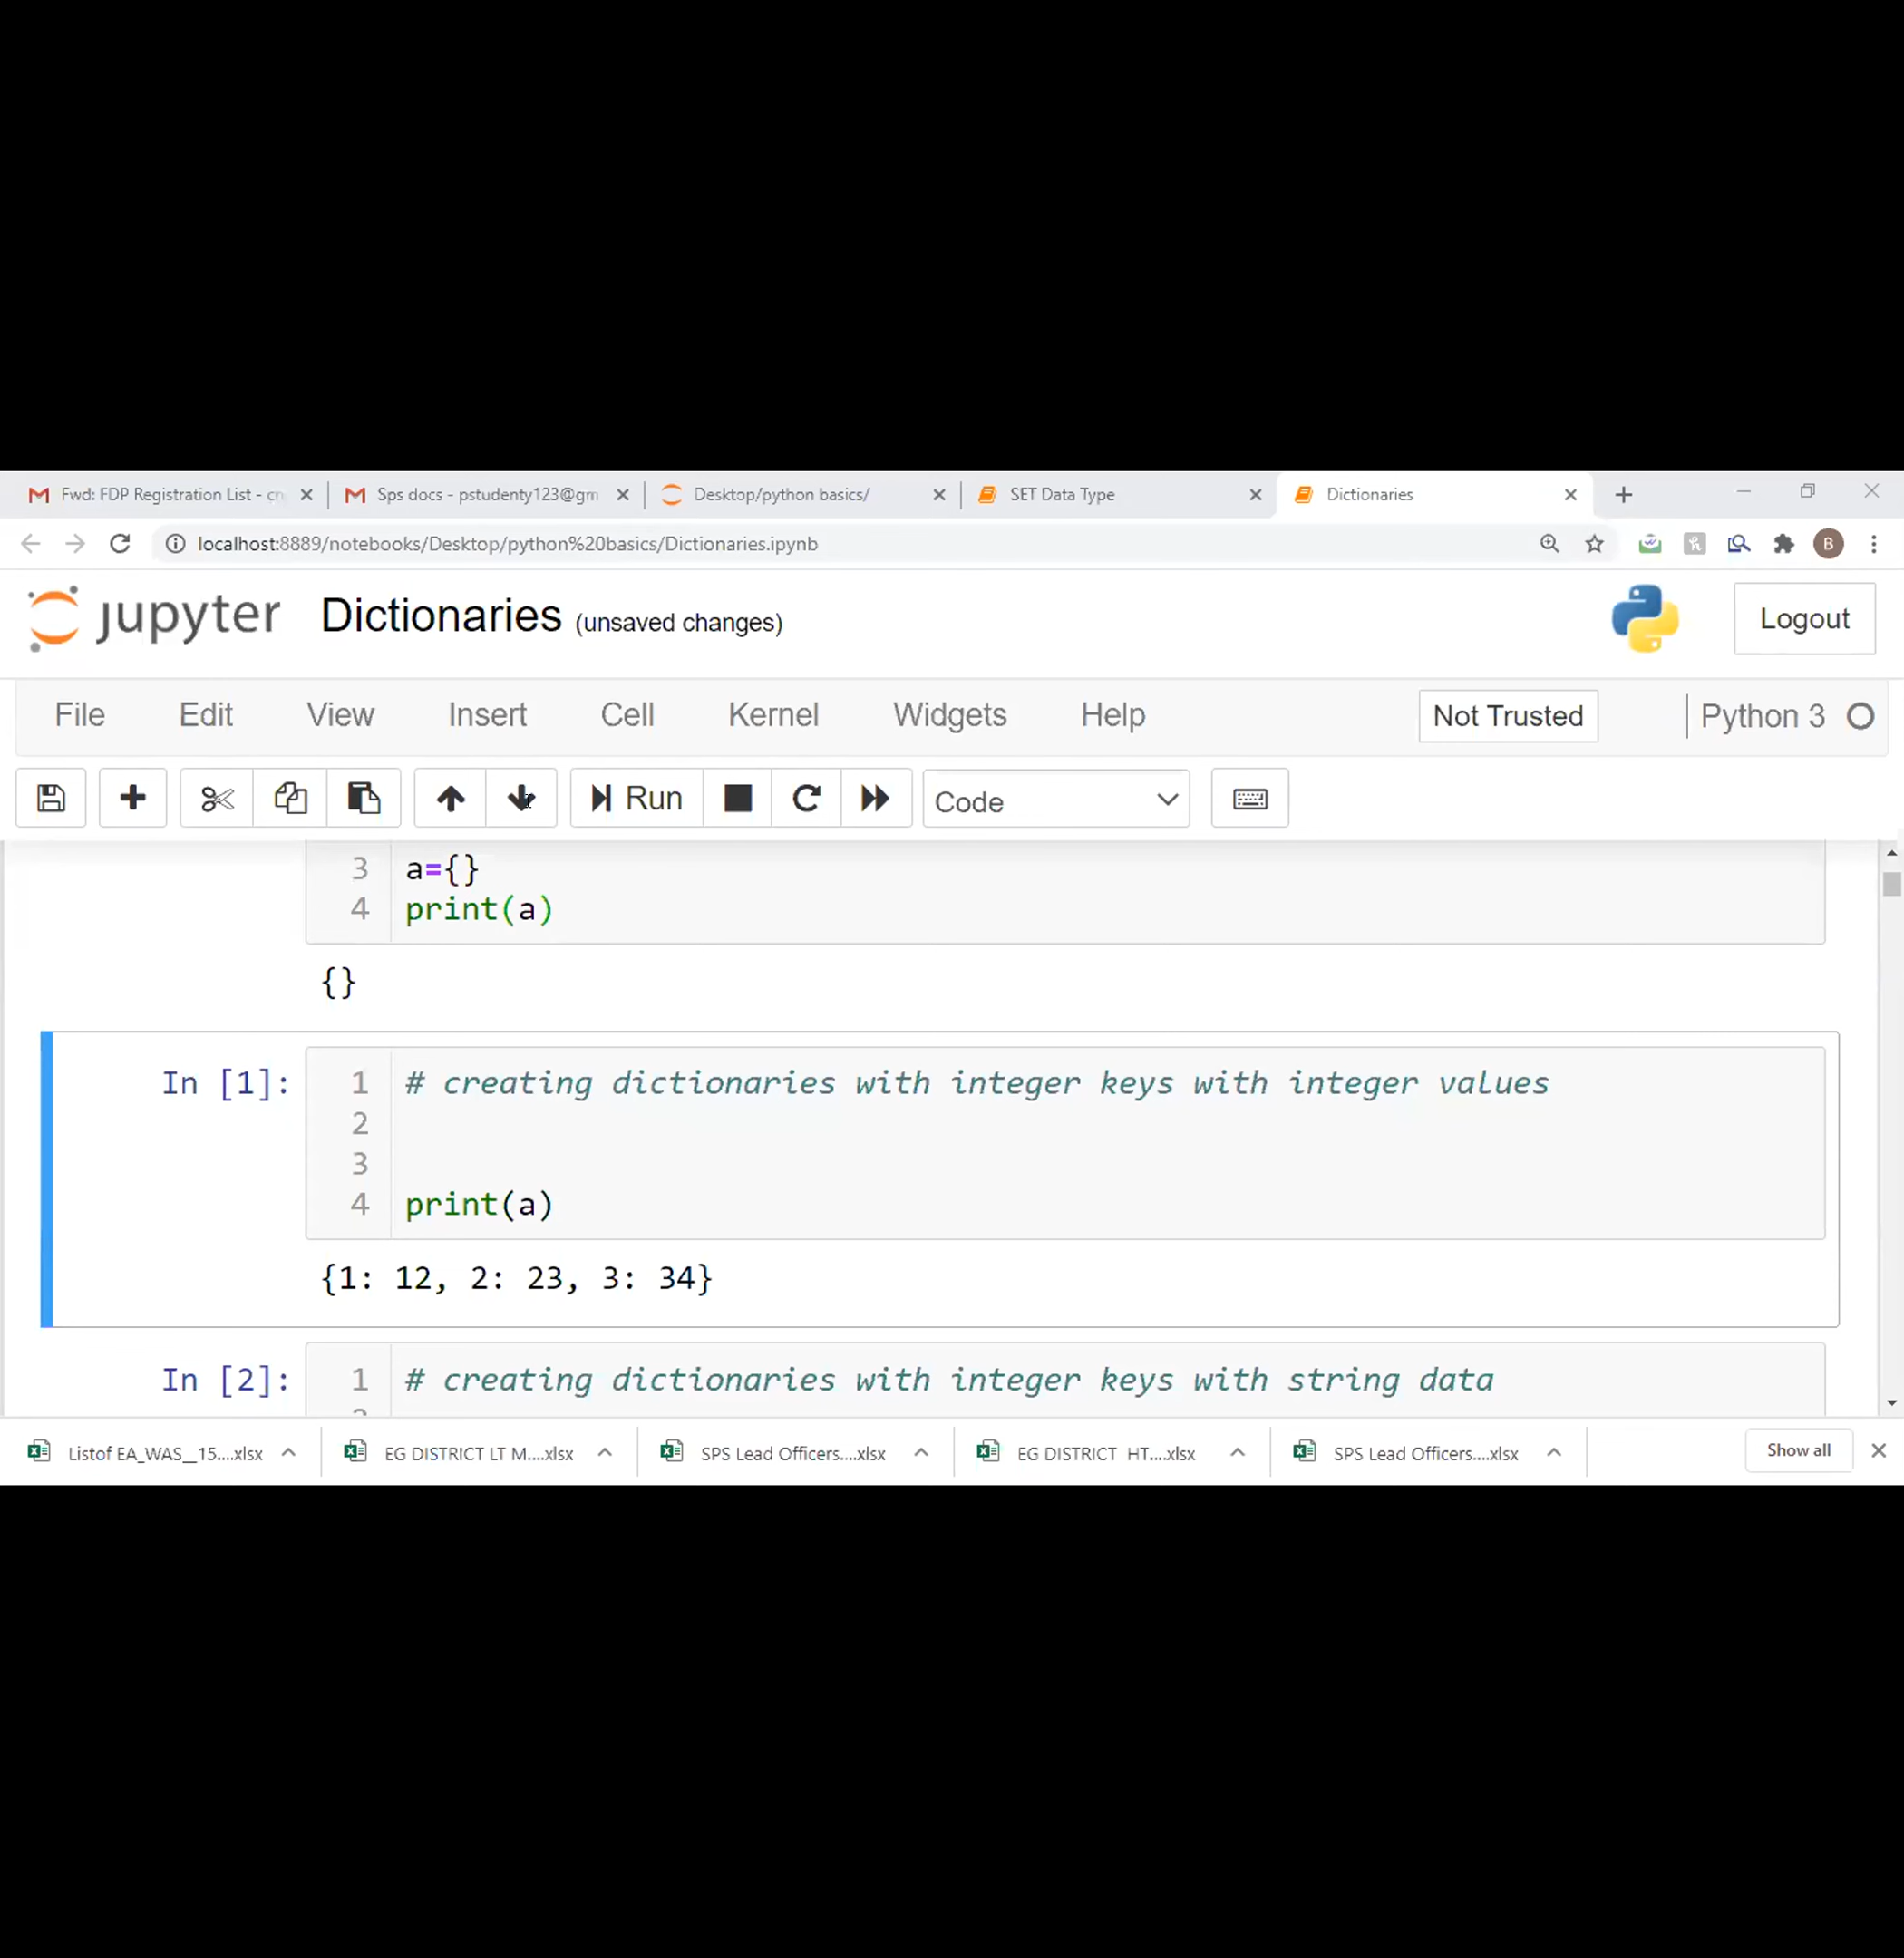 Fwd: FDP Registration List - cn
Sps docs - pstudenty123@gm
Desktop/python basics/
SET Data Type
Dictionaries
localhost:8889/notebooks/Desktop/python%20basics/Dictionaries.ipynb
B
jupyter Dictionaries (unsaved changes)
Logout
File Edit View Insert Cell Kernel Widgets Help
Not Trusted
Python 3
Run
Code
3 a={}
4 print(a)
{}
In [1]: 1 # creating dictionaries with integer keys with integer values
2
3
4 print(a)
{1: 12, 2: 23, 3: 34}
In [2]: 1 # creating dictionaries with integer keys with string data
Listof EA_WAS__15....xlsx
EG DISTRICT LT M....xlsx
SPS Lead Officers....xlsx
EG DISTRICT HT....xlsx
SPS Lead Officers....xlsx
Show all